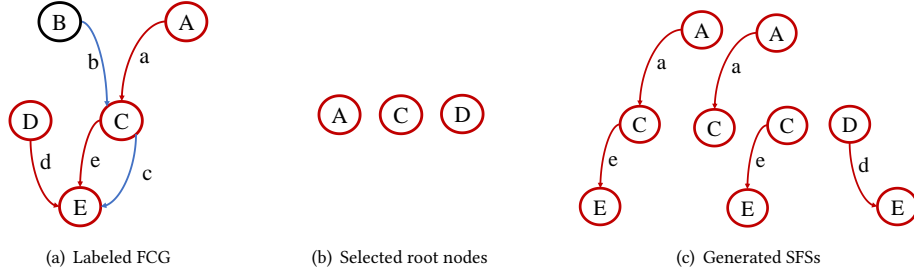 B
A
b
a
D
C
d
e
c
E
(a) Labeled FCG
A
C
D
(b) Selected root nodes
A
A
a
a
C
C
C
D
e
e
d
E
E
E
(c) Generated SFSs